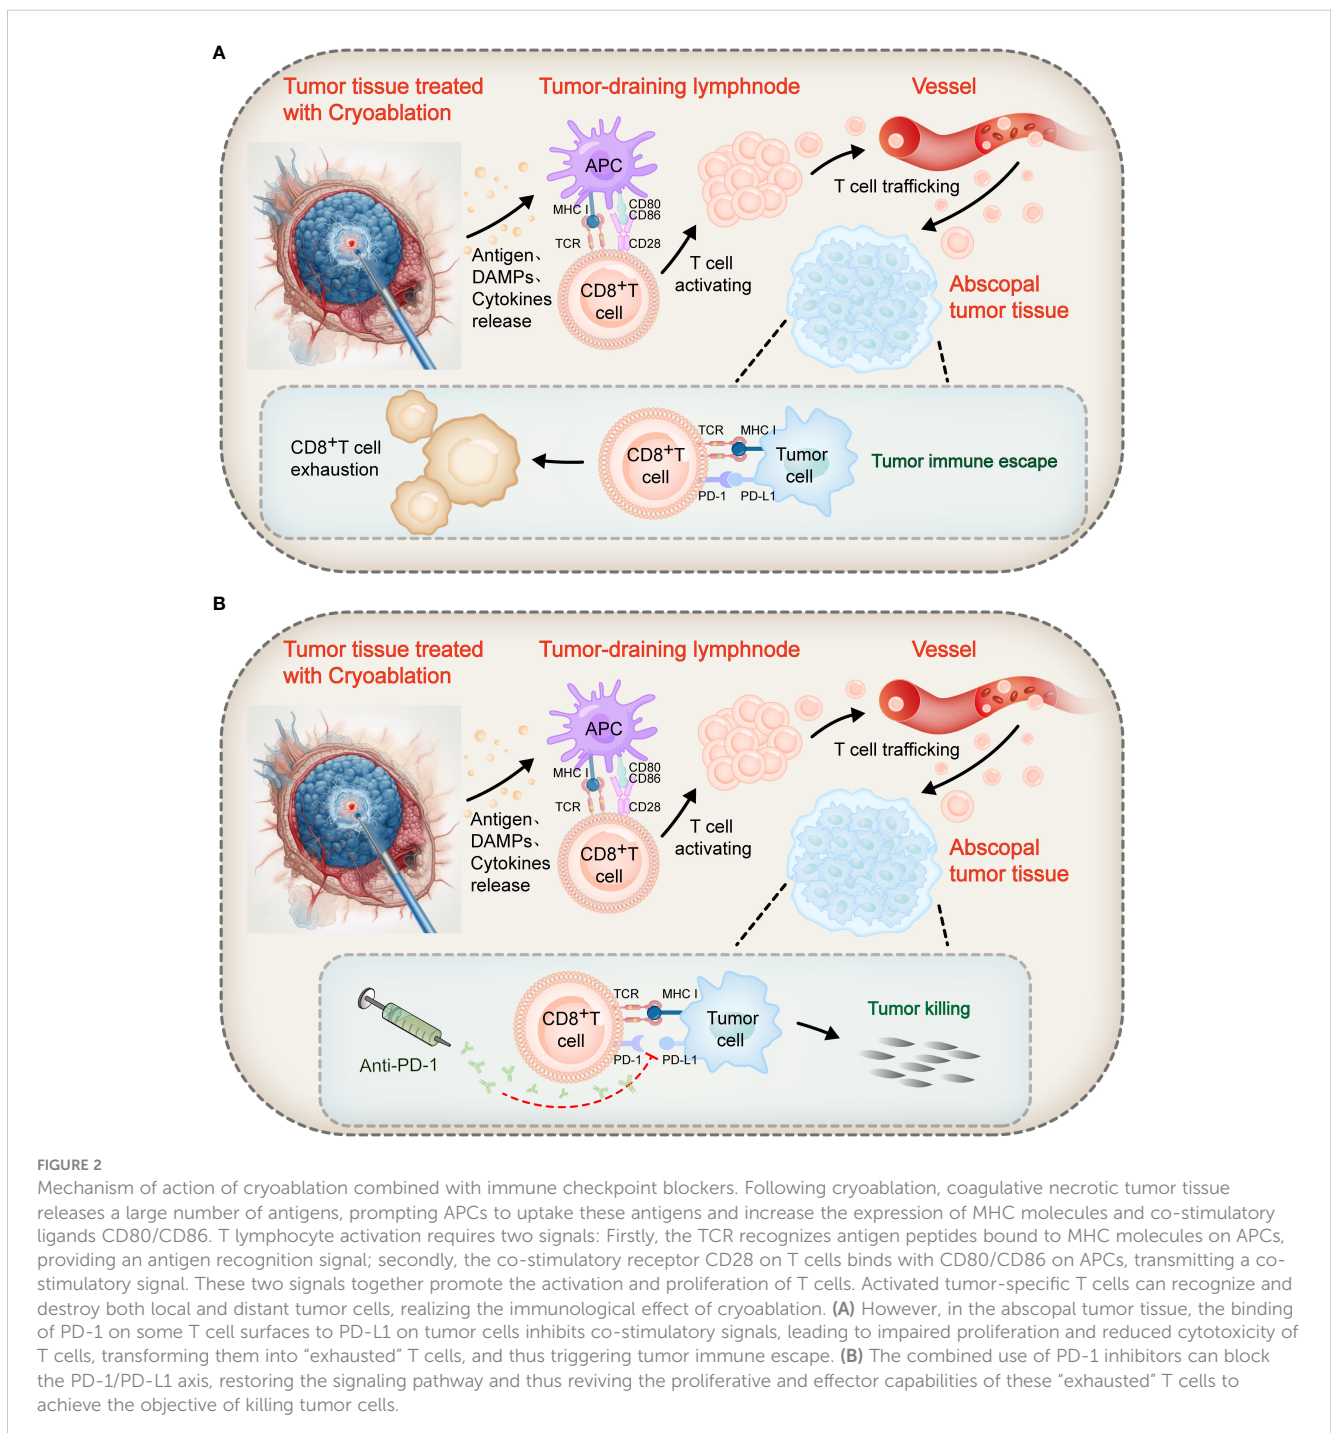 A
Tumor tissue treated
with Cryoablation
Tumor-draining lymphnode
Vessel
APC
MHC I
CD80
CD86
TCR
CD28
Antigen、
DAMPs、
Cytokines
release
CD8+T
cell
T cell
activating
T cell trafficking
Abscopal
tumor tissue
CD8+T cell
exhaustion
CD8+T
cell
TCR
MHC I
PD-1
PD-L1
Tumor
cell
Tumor immune escape
B
Tumor tissue treated
with Cryoablation
Tumor-draining lymphnode
Vessel
APC
MHC I
CD80
CD86
TCR
CD28
Antigen、
DAMPs、
Cytokines
release
CD8+T
cell
T cell
activating
T cell trafficking
Abscopal
tumor tissue
Anti-PD-1
CD8+T
cell
TCR
MHC I
PD-1
PD-L1
Tumor
cell
Tumor killing
FIGURE 2
Mechanism of action of cryoablation combined with immune checkpoint blockers. Following cryoablation, coagulative necrotic tumor tissue
releases a large number of antigens, prompting APCs to uptake these antigens and increase the expression of MHC molecules and co-stimulatory
ligands CD80/CD86. T lymphocyte activation requires two signals: Firstly, the TCR recognizes antigen peptides bound to MHC molecules on APCs,
providing an antigen recognition signal; secondly, the co-stimulatory receptor CD28 on T cells binds with CD80/CD86 on APCs, transmitting a co-
stimulatory signal. These two signals together promote the activation and proliferation of T cells. Activated tumor-specific T cells can recognize and
destroy both local and distant tumor cells, realizing the immunological effect of cryoablation. (A) However, in the abscopal tumor tissue, the binding
of PD-1 on some T cell surfaces to PD-L1 on tumor cells inhibits co-stimulatory signals, leading to impaired proliferation and reduced cytotoxicity of
T cells, transforming them into “exhausted” T cells, and thus triggering tumor immune escape. (B) The combined use of PD-1 inhibitors can block
the PD-1/PD-L1 axis, restoring the signaling pathway and thus reviving the proliferative and effector capabilities of these “exhausted” T cells to
achieve the objective of killing tumor cells.